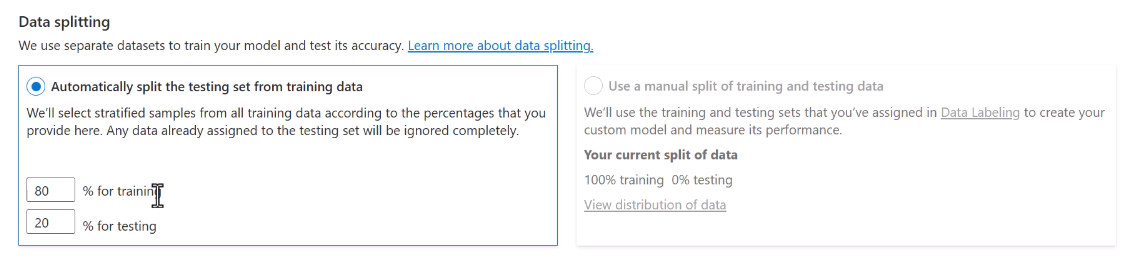 Data splitting
We use separate datasets to train your model and test its accuracy. Learn more about data splitting.
Automatically split the testing set from training data
We'll select stratified samples from all training data according to the percentages that you
provide here. Any data already assigned to the testing set will be ignored completely.
80 % for training
20 % for testing
Use a manual split of training and testing data
We'll use the training and testing sets that you've assigned in Data Labeling to create your
custom model and measure its performance.
Your current split of data
100% training 0% testing
View distribution of data